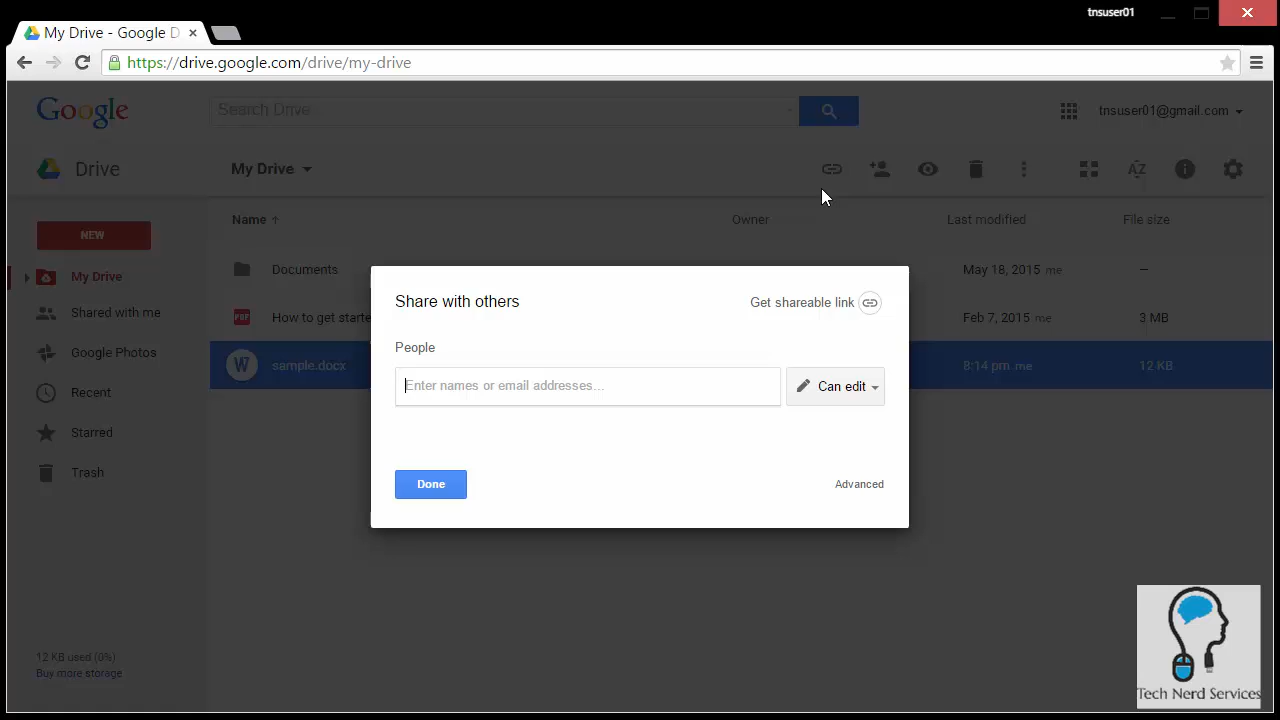 tnsuser01
My Drive - Google D
https://drive.google.com/drive/my-drive
Google
Search Drive
tnsuser01@gmail.com
Drive
My Drive
AZ
Name
Owner
Last modified
File size
NEW
My Drive
Shared with me
Google Photos
Recent
Starred
Trash
Documents
May 18, 2015 me
—
PDF
How to get starte
Feb 7, 2015 me
3 MB
W
sample.docx
8:14 pm me
12 KB
Share with others
Get shareable link
People
Enter names or email addresses...
Can edit
Done
Advanced
12 KB used (0%)
Buy more storage
Tech Nerd Services